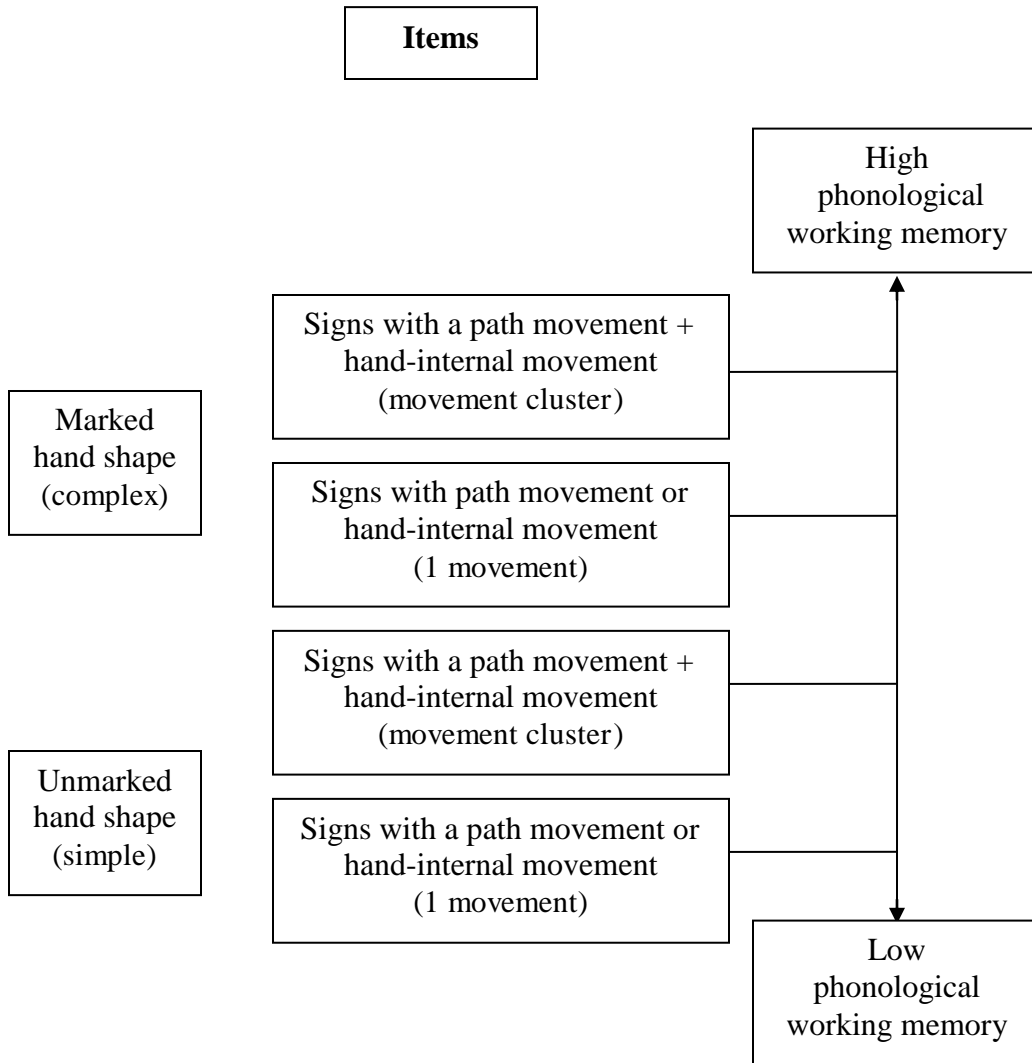 Items
High
phonological
working memory
Signs with a path movement +
hand-internal movement
(movement cluster)
Marked
hand shape
(complex)
Signs with path movement or
hand-internal movement
(1 movement)
Signs with a path movement +
hand-internal movement
(movement cluster)
Unmarked
hand shape
(simple)
Signs with a path movement or
hand-internal movement
(1 movement)
Low
phonological
working memory